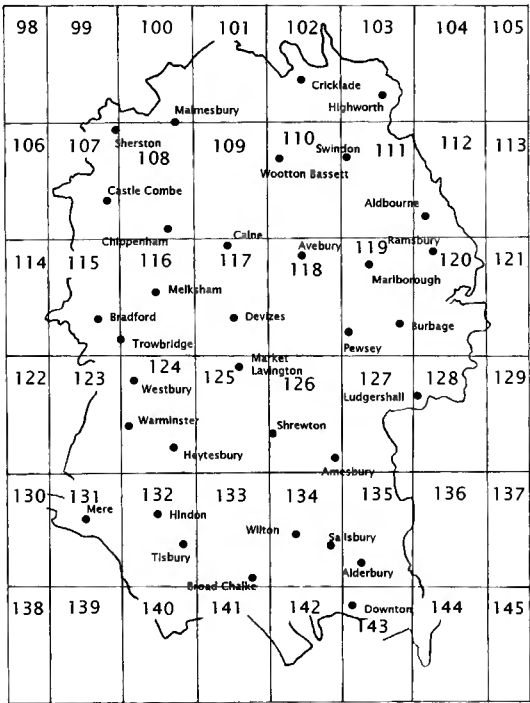 98 99 100 101 102 103 104 105
Cricklade
Highworth
Malmesbury
106 107 108 109 110 111 112 113
Sherston
Swindon
Wootton Bassett
Castle Combe
Aldbourne
Chippenham
Calne
Avebury
Ramsbury
114 115 116 117 118 119 120 121
Marlborough
Melksham
Bradford
Devizes
Burbage
Trowbridge
Pewsey
Market
Lavington
122 123 124 125 126 127 128 129
Westbury
Ludgershall
Warminster
Shrewton
Heytesbury
Amesbury
130 131 132 133 134 135 136 137
Mere
Hindon
Wilton
Salisbury
Tisbury
Alderbury
Broad Chalke
138 139 140 141 142 143 144 145
Downton